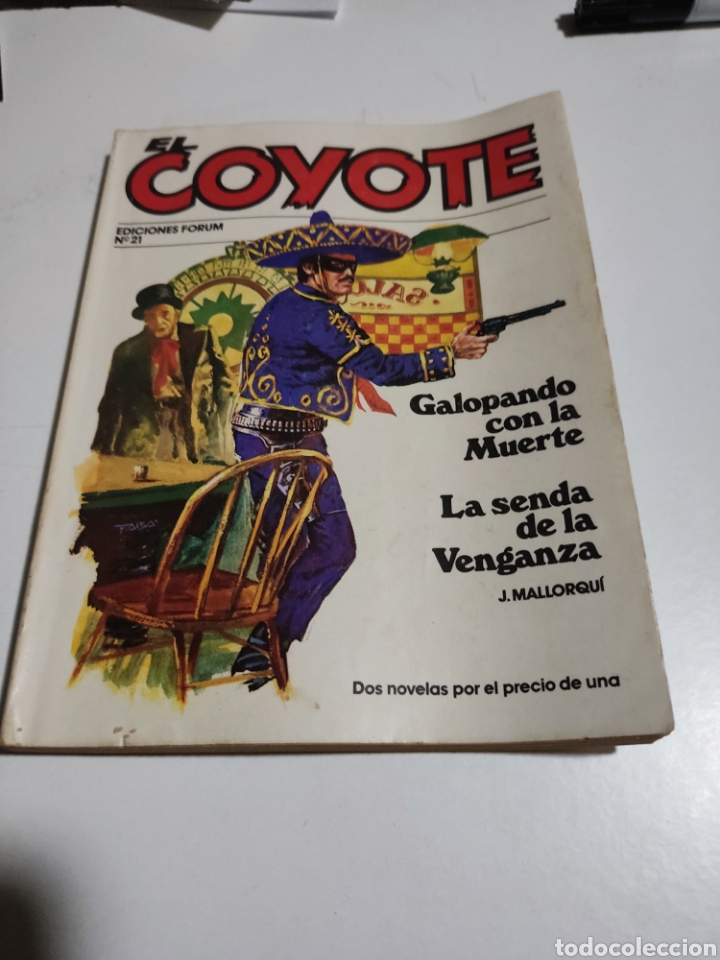 EL
COYOTE
EDICIONES FORUM
Nº 21
Galopando
con la
Muerte
La senda
de la
Venganza
J. MALLORQUÍ
Dos novelas por el precio de una
todocoleccion